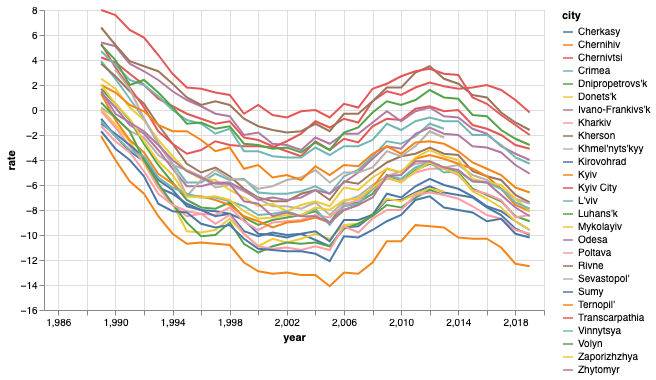 8
6
4
2
0
−2
−4
−6
−8
−10
−12
−14
−16
rate
1,986
1,990
1,994
1,998
2,002
2,006
2,010
2,014
2,018
year
city
Cherkasy
Chernihiv
Chernivtsi
Crimea
Dnipropetrovs'k
Donets'k
Ivano-Frankivs'k
Kharkiv
Kherson
Khmel'nyts'kyy
Kirovohrad
Kyiv
Kyiv City
L'viv
Luhans'k
Mykolayiv
Odesa
Poltava
Rivne
Sevastopol'
Sumy
Ternopil'
Transcarpathia
Vinnytsya
Volyn
Zaporizhzhya
Zhytomyr